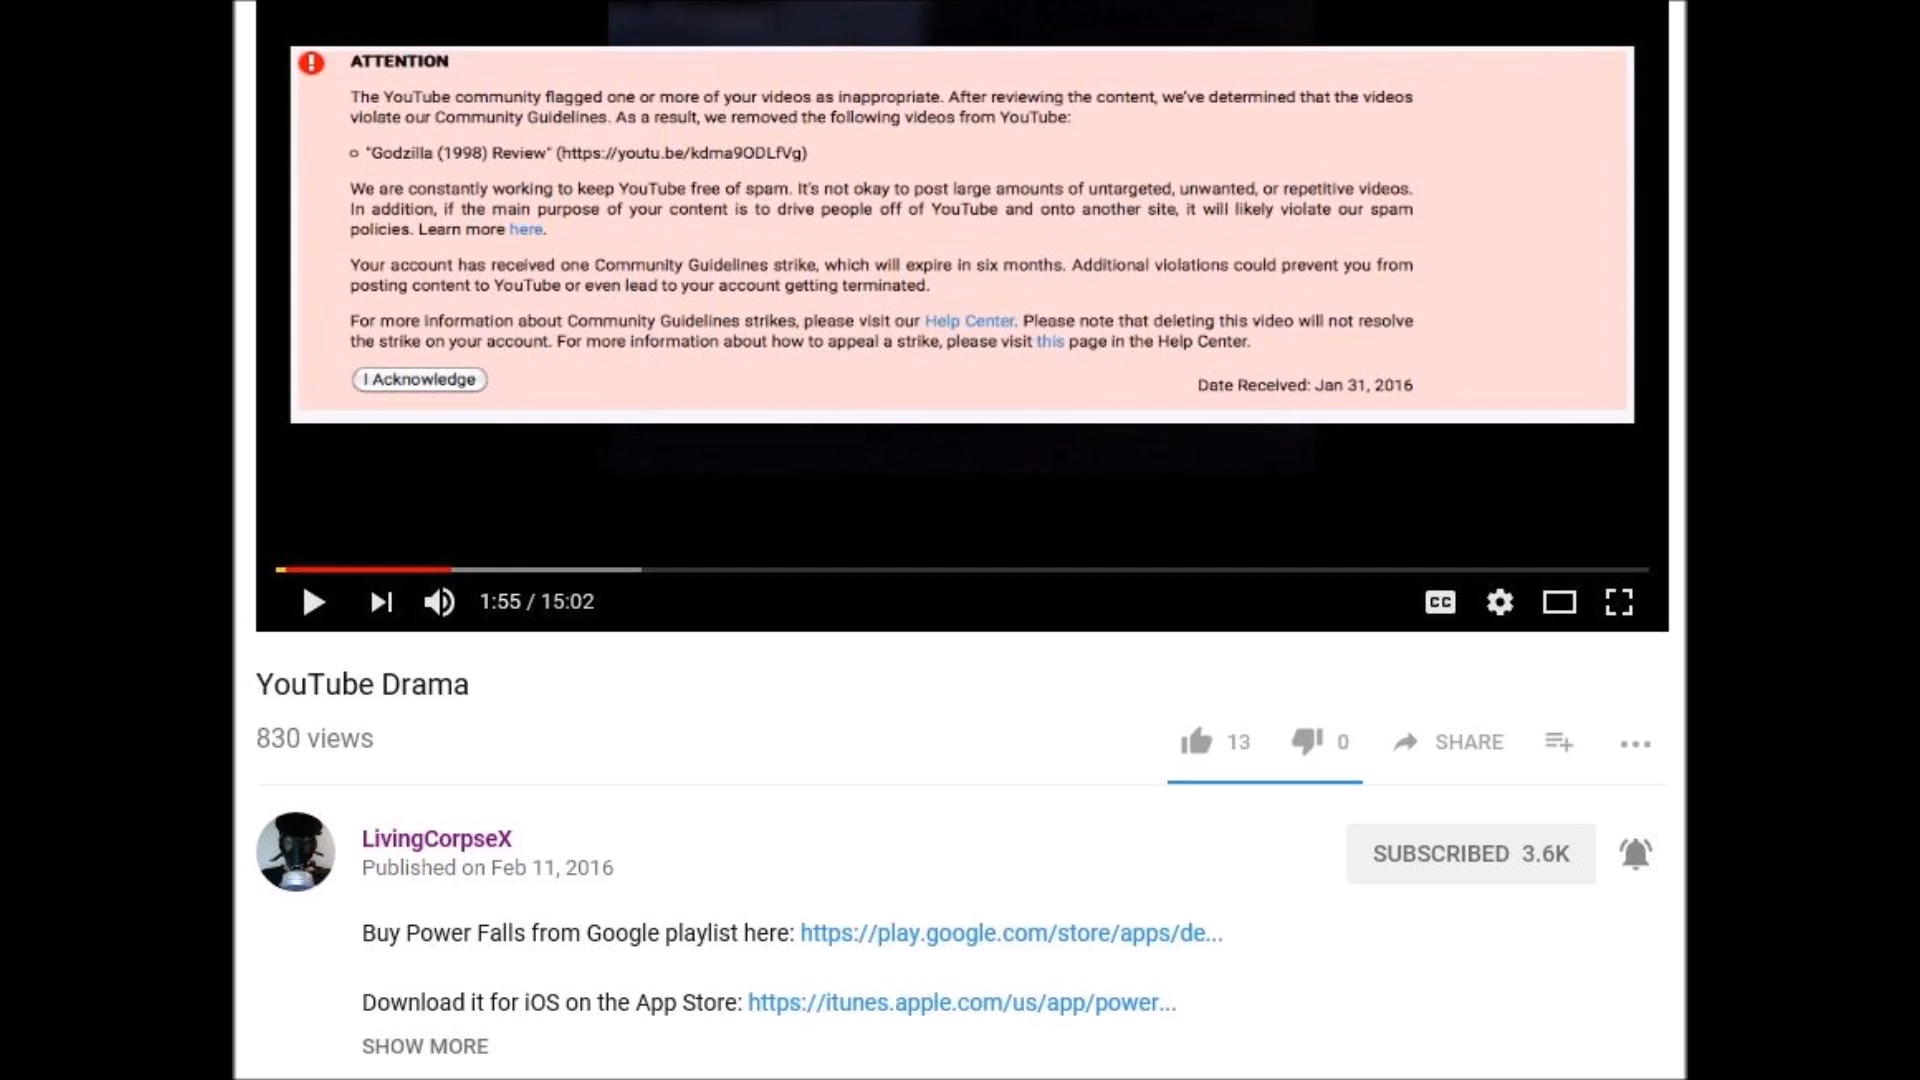 ATTENTION
The YouTube community flagged one or more of your videos as inappropriate. After reviewing the content, we've determined that the videos
violate our Community Guidelines. As a result, we removed the following videos from YouTube:
"Godzilla (1998) Review" (https://youtu.be/kdma9ODLfVg)
We are constantly working to keep YouTube free of spam. It's not okay to post large amounts of untargeted, unwanted, or repetitive videos.
In addition, if the main purpose of your content is to drive people off of YouTube and onto another site, it will likely violate our spam
policies. Learn more here.
Your account has received one Community Guidelines strike, which will expire in six months. Additional violations could prevent you from
posting content to YouTube or even lead to your account getting terminated.
For more information about Community Guidelines strikes, please visit our Help Center. Please note that deleting this video will not resolve
the strike on your account. For more information about how to appeal a strike, please visit this page in the Help Center.
I Acknowledge
Date Received: Jan 31, 2016
1:55 / 15:02
CC
YouTube Drama
830 views
13
0
SHARE
LivingCorpseX
Published on Feb 11, 2016
SUBSCRIBED 3.6K
Buy Power Falls from Google playlist here: https://play.google.com/store/apps/de...
Download it for iOS on the App Store: https://itunes.apple.com/us/app/power...
SHOW MORE